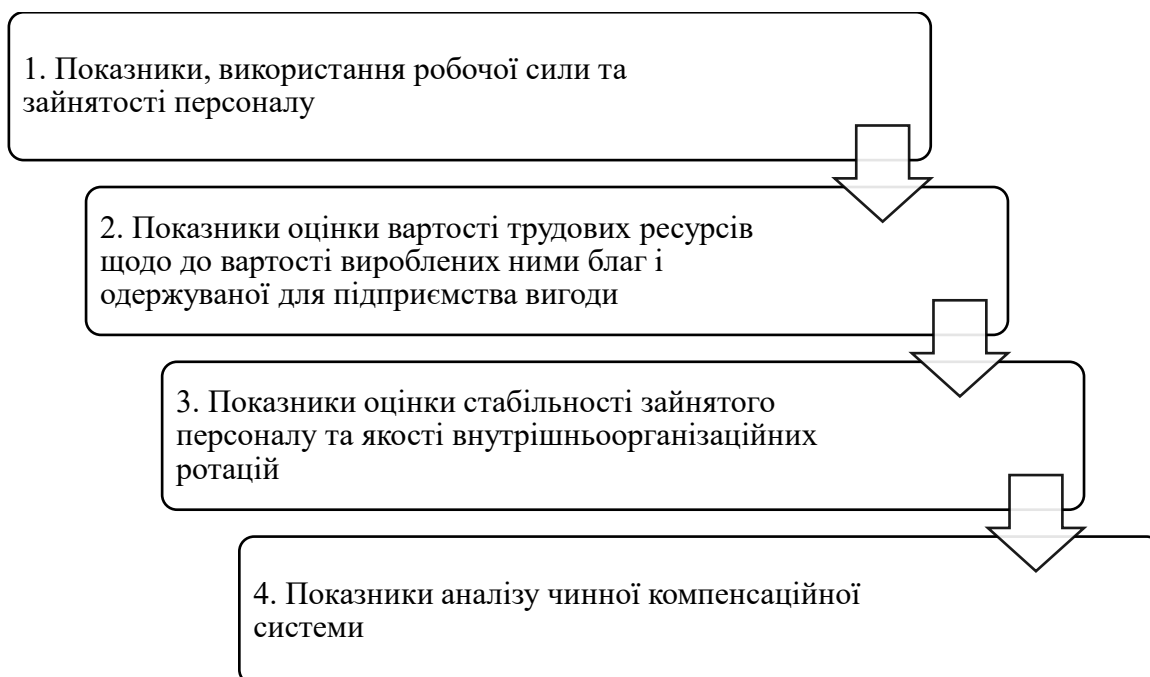 1. Показники, використання робочої сили та
зайнятості персоналу
2. Показники оцінки вартості трудових ресурсів
щодо до вартості вироблених ними благ і
одержуваної для підприємства вигоди
3. Показники оцінки стабільності зайнятого
персоналу та якості внутрішньоорганізаційних
ротацій
4. Показники аналізу чинної компенсаційної
системи